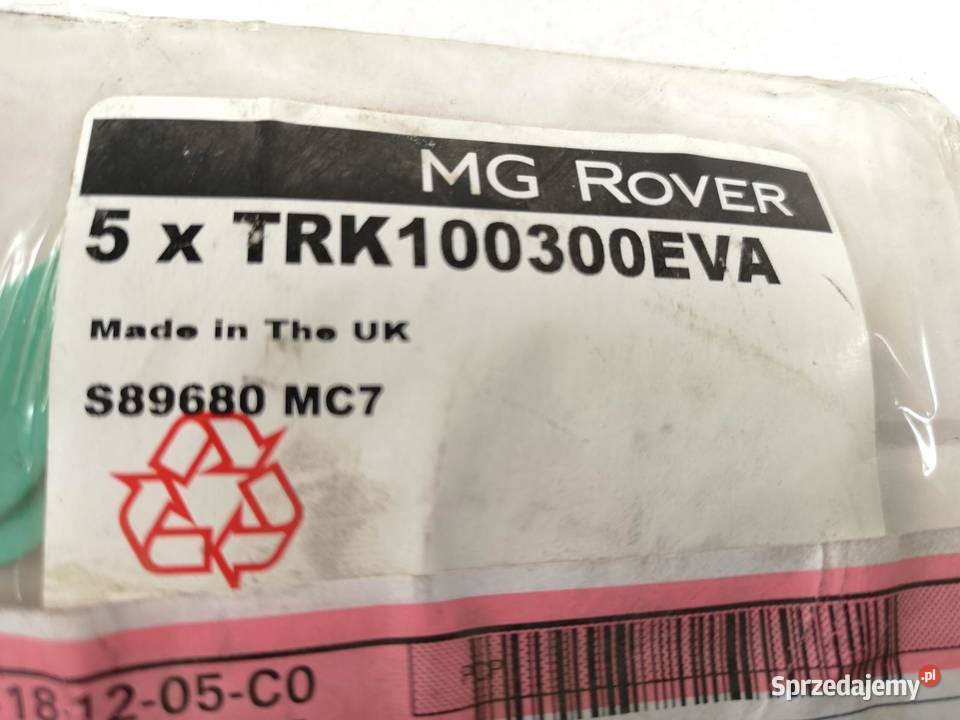 MG ROVER
5 x TRK100300EVA
Made in The UK
S89680 MC7
18.12-05-C0
Sprzedajemy.pl